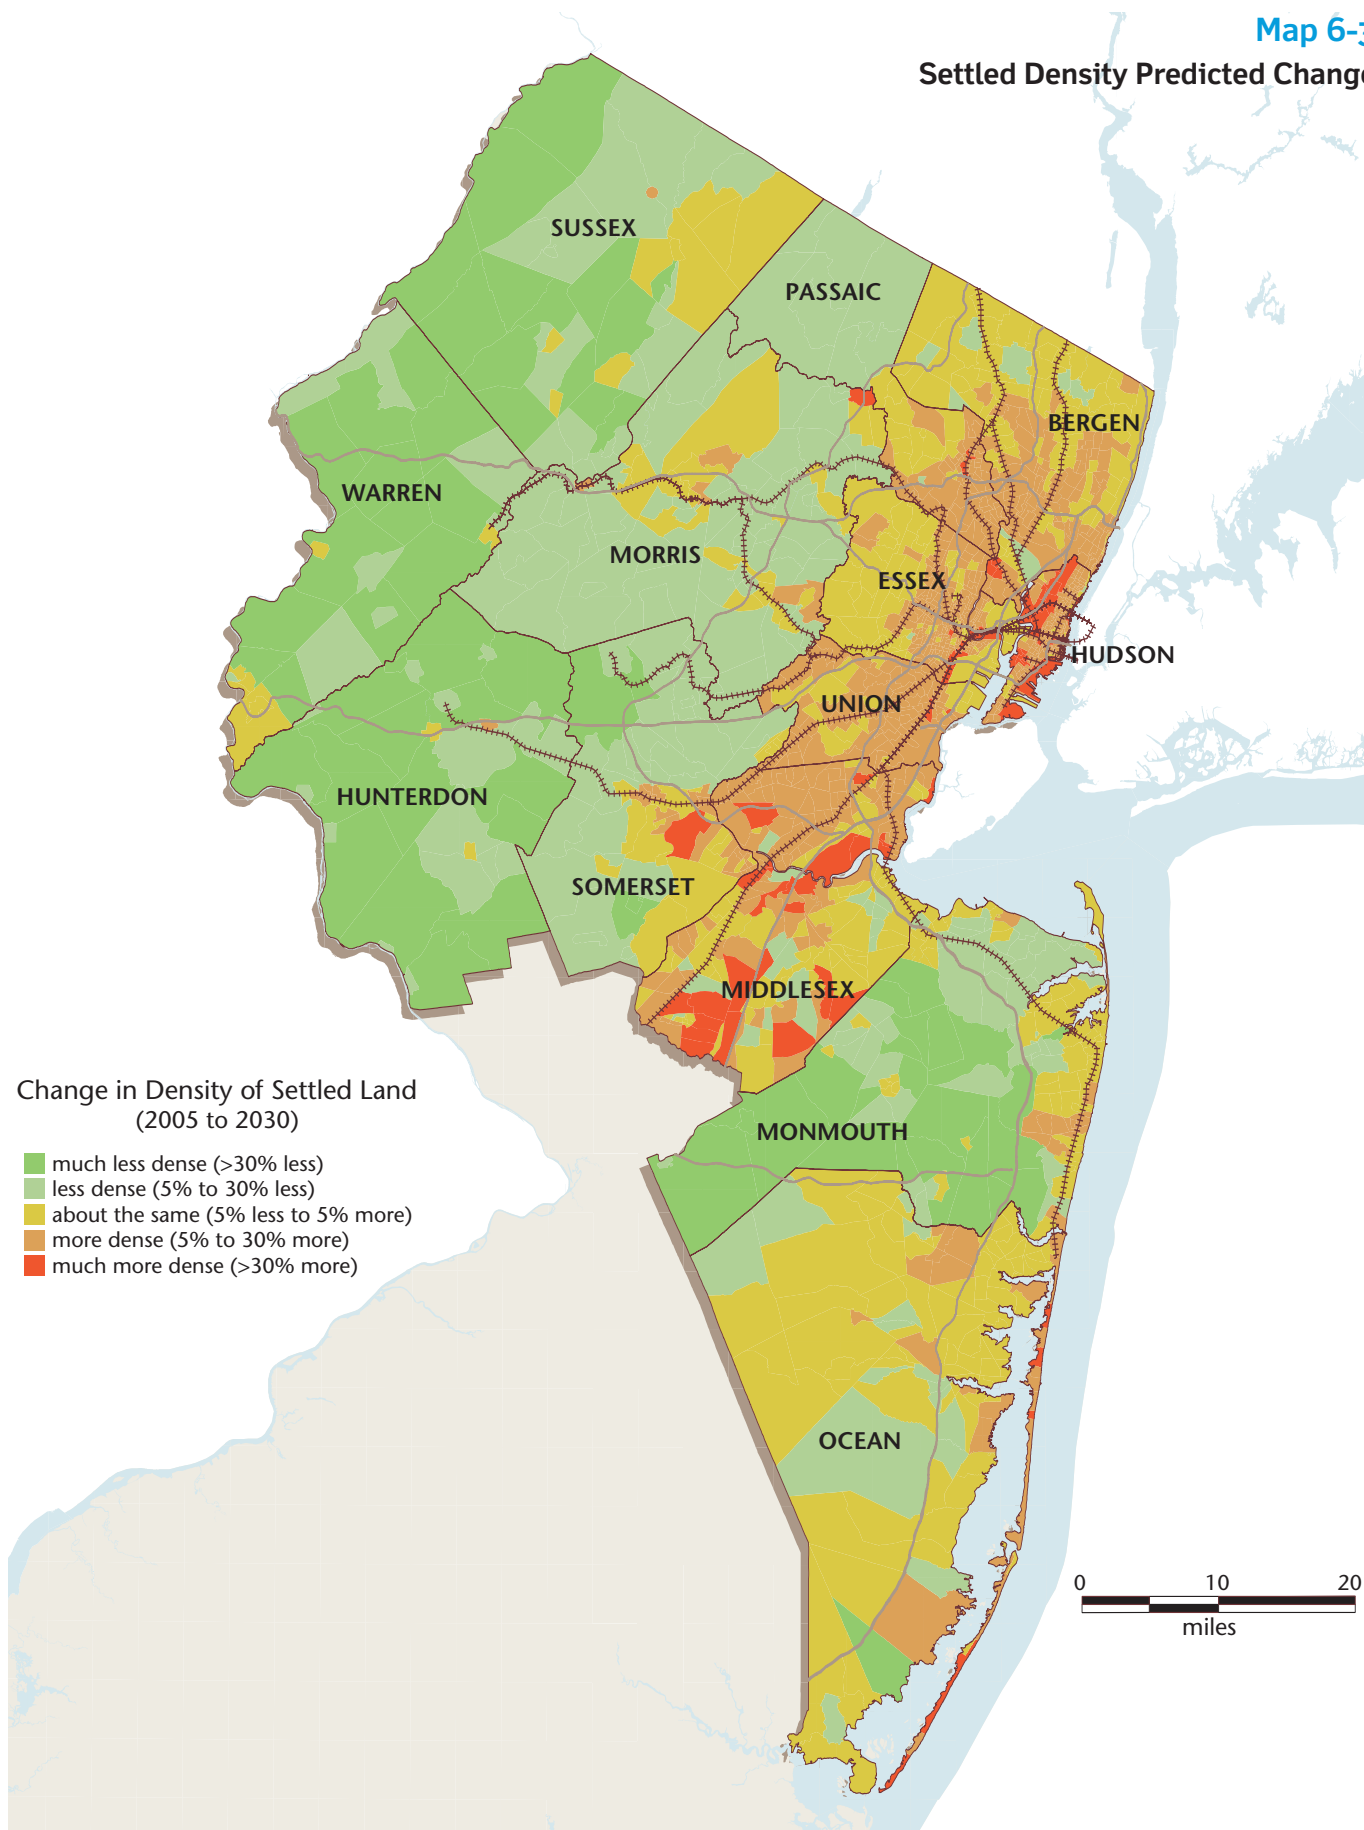 Map 6-3
Settled Density Predicted Change
SUSSEX
PASSAIC
BERGEN
WARREN
MORRIS
ESSEX
HUDSON
UNION
HUNTERDON
SOMERSET
MIDDLESEX
MONMOUTH
OCEAN
Change in Density of Settled Land
(2005 to 2030)
much less dense (>30% less)
less dense (5% to 30% less)
about the same (5% less to 5% more)
more dense (5% to 30% more)
much more dense (>30% more)
0 10 20
miles